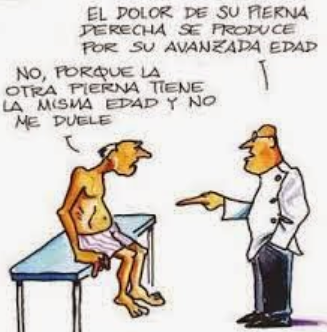 EL DOLOR DE SU PIERNA
DERECHA SE PRODUCE
POR SU AVANZADA EDAD
NO, PORQUE LA
OTRA PIERNA TIENE
LA MISMA EDAD Y NO
ME DUELE